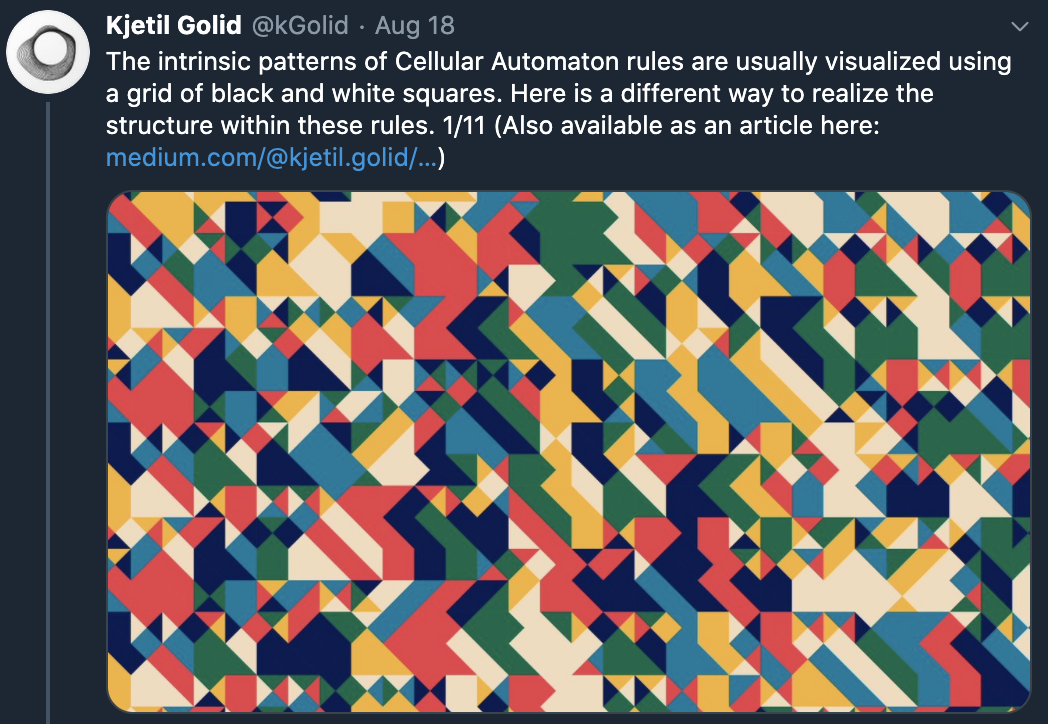 Kjetil Golid @kGolid · Aug 18
The intrinsic patterns of Cellular Automaton rules are usually visualized using
a grid of black and white squares. Here is a different way to realize the
structure within these rules. 1/11 (Also available as an article here:
medium.com/@kjetil.golid/...)